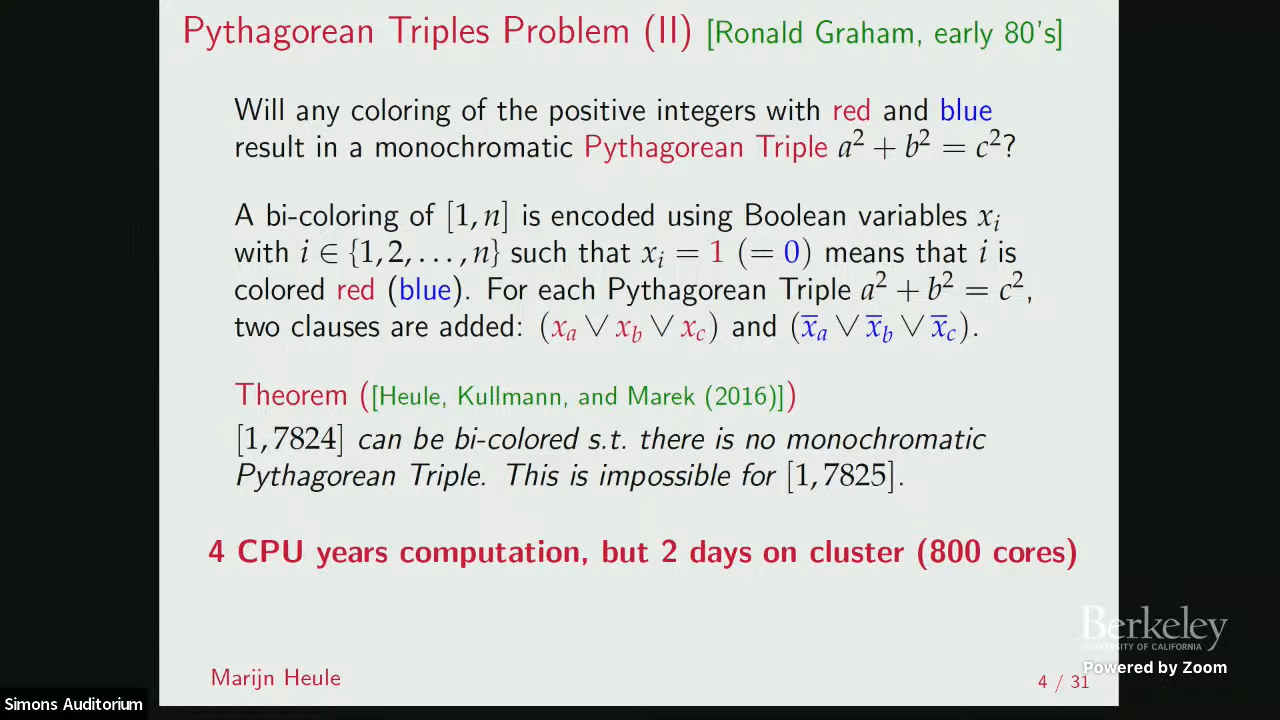 Pythagorean Triples Problem (II) [Ronald Graham, early 80's]
Will any coloring of the positive integers with red and blue
result in a monochromatic Pythagorean Triple a² + b² = c²?
A bi-coloring of [1, n] is encoded using Boolean variables xᵢ
with i ∈ {1, 2, . . . , n} such that xᵢ = 1 (= 0) means that i is
colored red (blue). For each Pythagorean Triple a² + b² = c²,
two clauses are added: (x_a ∨ x_b ∨ x_c) and (x̅_a ∨ x̅_b ∨ x̅_c).
Theorem ([Heule, Kullmann, and Marek (2016)])
[1, 7824] can be bi-colored s.t. there is no monochromatic
Pythagorean Triple. This is impossible for [1, 7825].
4 CPU years computation, but 2 days on cluster (800 cores)
Berkeley
UNIVERSITY OF CALIFORNIA
Powered by Zoom
Marijn Heule
4 / 31
Simons Auditorium